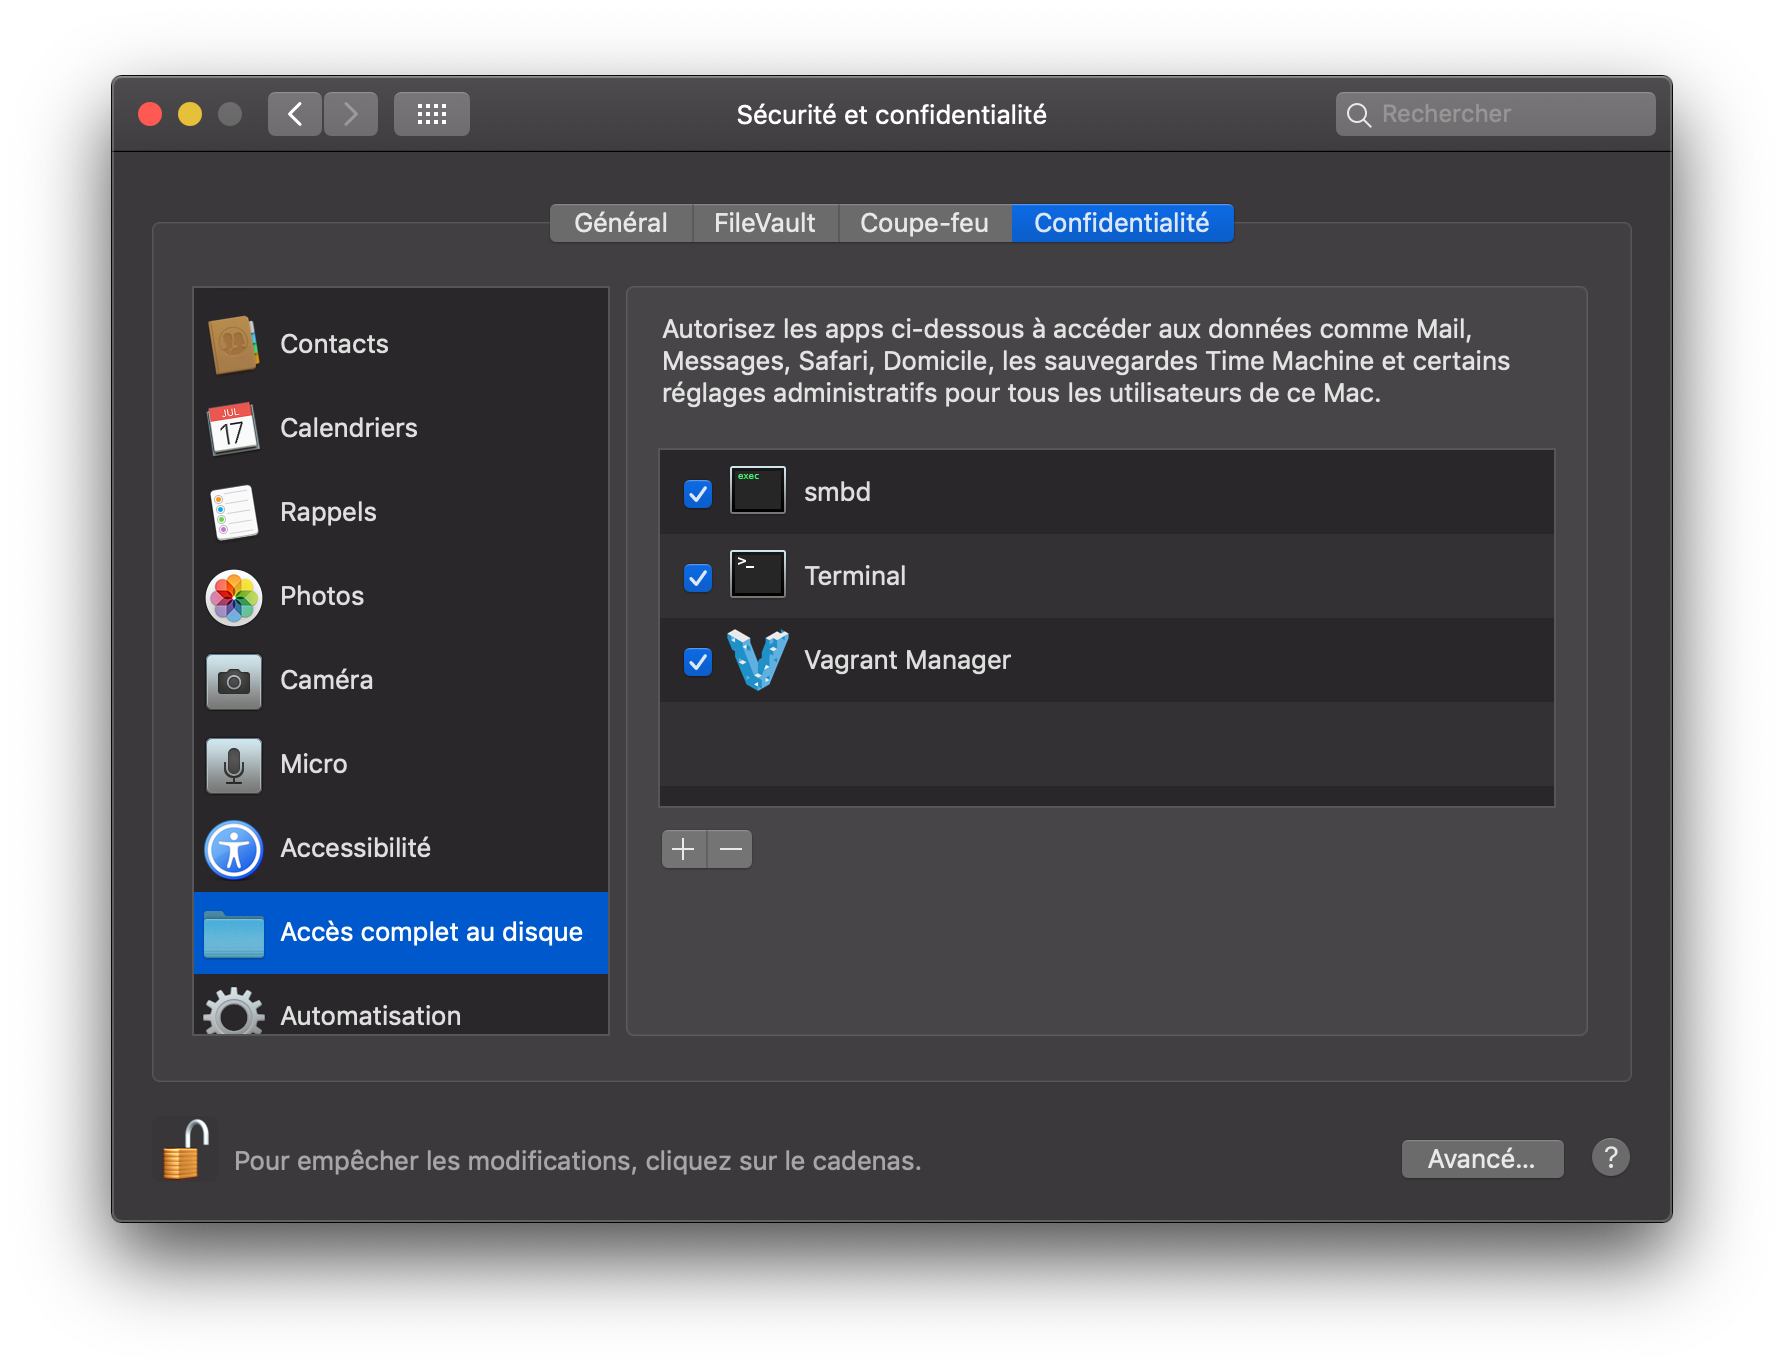 Sécurité et confidentialité
Rechercher
Général
FileVault
Coupe-feu
Confidentialité
Contacts
JUL
17
Calendriers
Rappels
Photos
Caméra
Micro
Accessibilité
Accès complet au disque
Automatisation
Autorisez les apps ci-dessous à accéder aux données comme Mail,
Messages, Safari, Domicile, les sauvegardes Time Machine et certains
réglages administratifs pour tous les utilisateurs de ce Mac.
exec
smbd
>_
Terminal
Vagrant Manager
Pour empêcher les modifications, cliquez sur le cadenas.
Avancé...
?